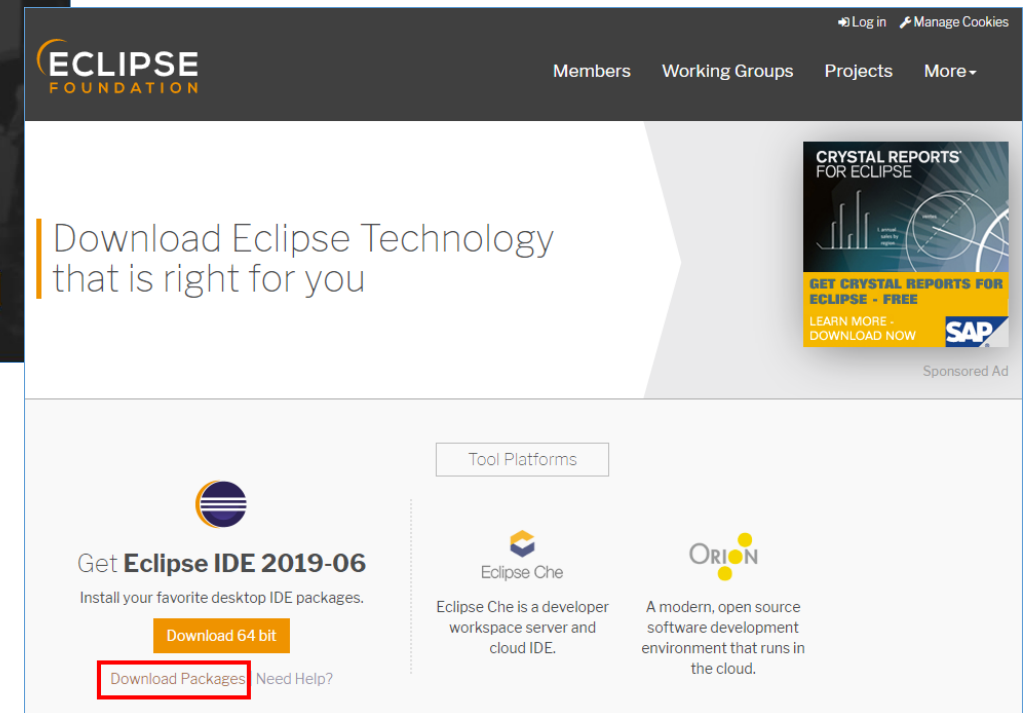 Log in Manage Cookies
ECLIPSE
FOUNDATION
Members Working Groups Projects More
CRYSTAL REPORTS®
FOR ECLIPSE
GET CRYSTAL REPORTS FOR
ECLIPSE - FREE
LEARN MORE -
DOWNLOAD NOW
SAP
Sponsored Ad
Download Eclipse Technology
that is right for you
Tool Platforms
Get Eclipse IDE 2019-06
Install your favorite desktop IDE packages.
Download 64 bit
Download Packages Need Help?
Eclipse Che
Eclipse Che is a developer
workspace server and
cloud IDE.
ORION
A modern, open source
software development
environment that runs in
the cloud.